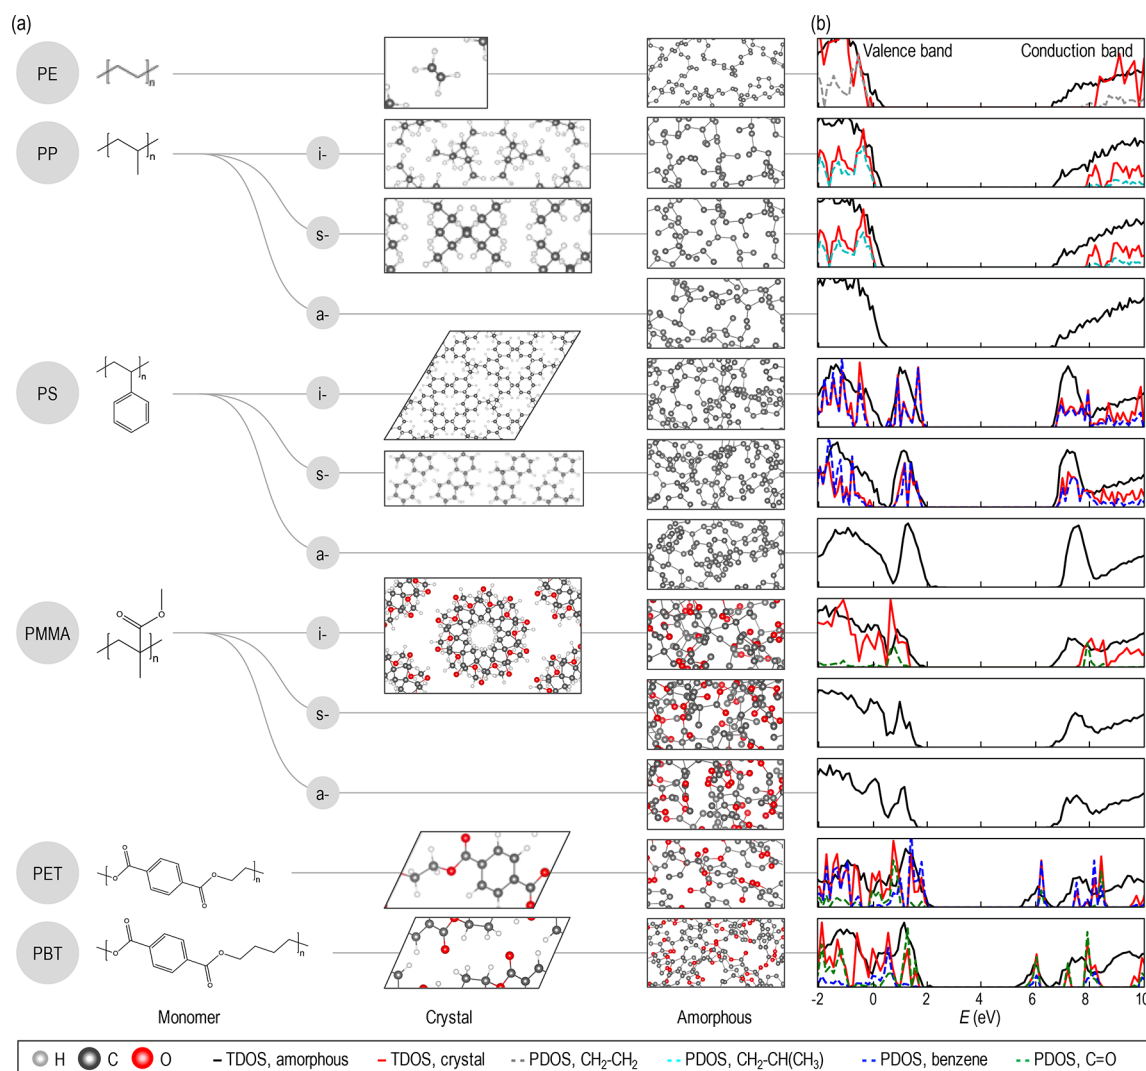 (a) (b)
PE n Valence band Conduction band
PP n i-
s-
a-
PS n i-
s-
a-
O O
PMMA n i-
s-
a-
PET O O O O n
PBT O O O O n
-2 0 2 4 6 8 10
Monomer Crystal Amorphous E (eV)
H C O TDOS, amorphous TDOS, crystal PDOS, CH₂-CH₂ PDOS, CH₂-CH(CH₃) PDOS, benzene PDOS, C=O